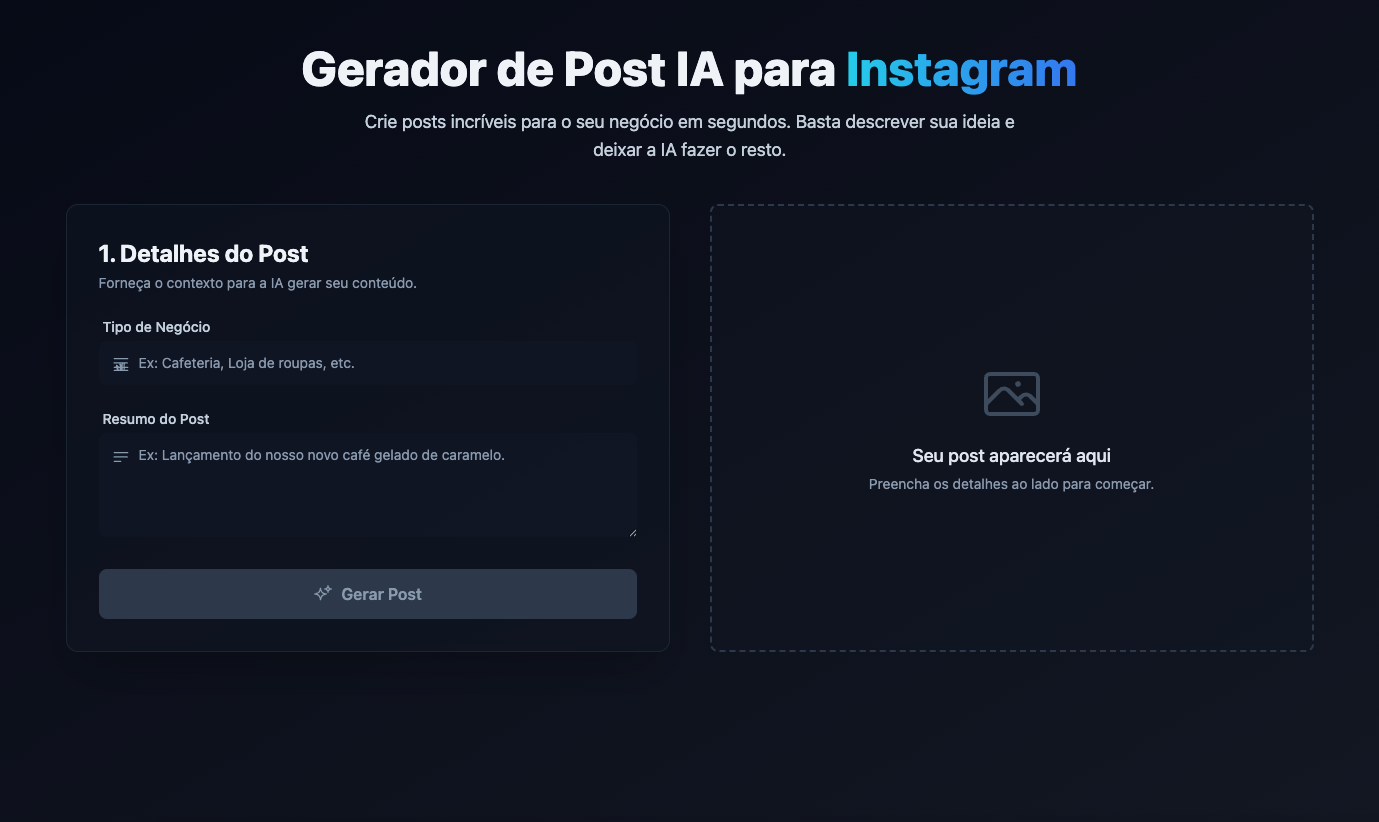 Gerador de Post IA para Instagram
Crie posts incríveis para o seu negócio em segundos. Basta descrever sua ideia e
deixar a IA fazer o resto.
1. Detalhes do Post
Forneça o contexto para a IA gerar seu conteúdo.
Tipo de Negócio
Ex: Cafeteria, Loja de roupas, etc.
Resumo do Post
Ex: Lançamento do nosso novo café gelado de caramelo.
Gerar Post
Seu post aparecerá aqui
Preencha os detalhes ao lado para começar.